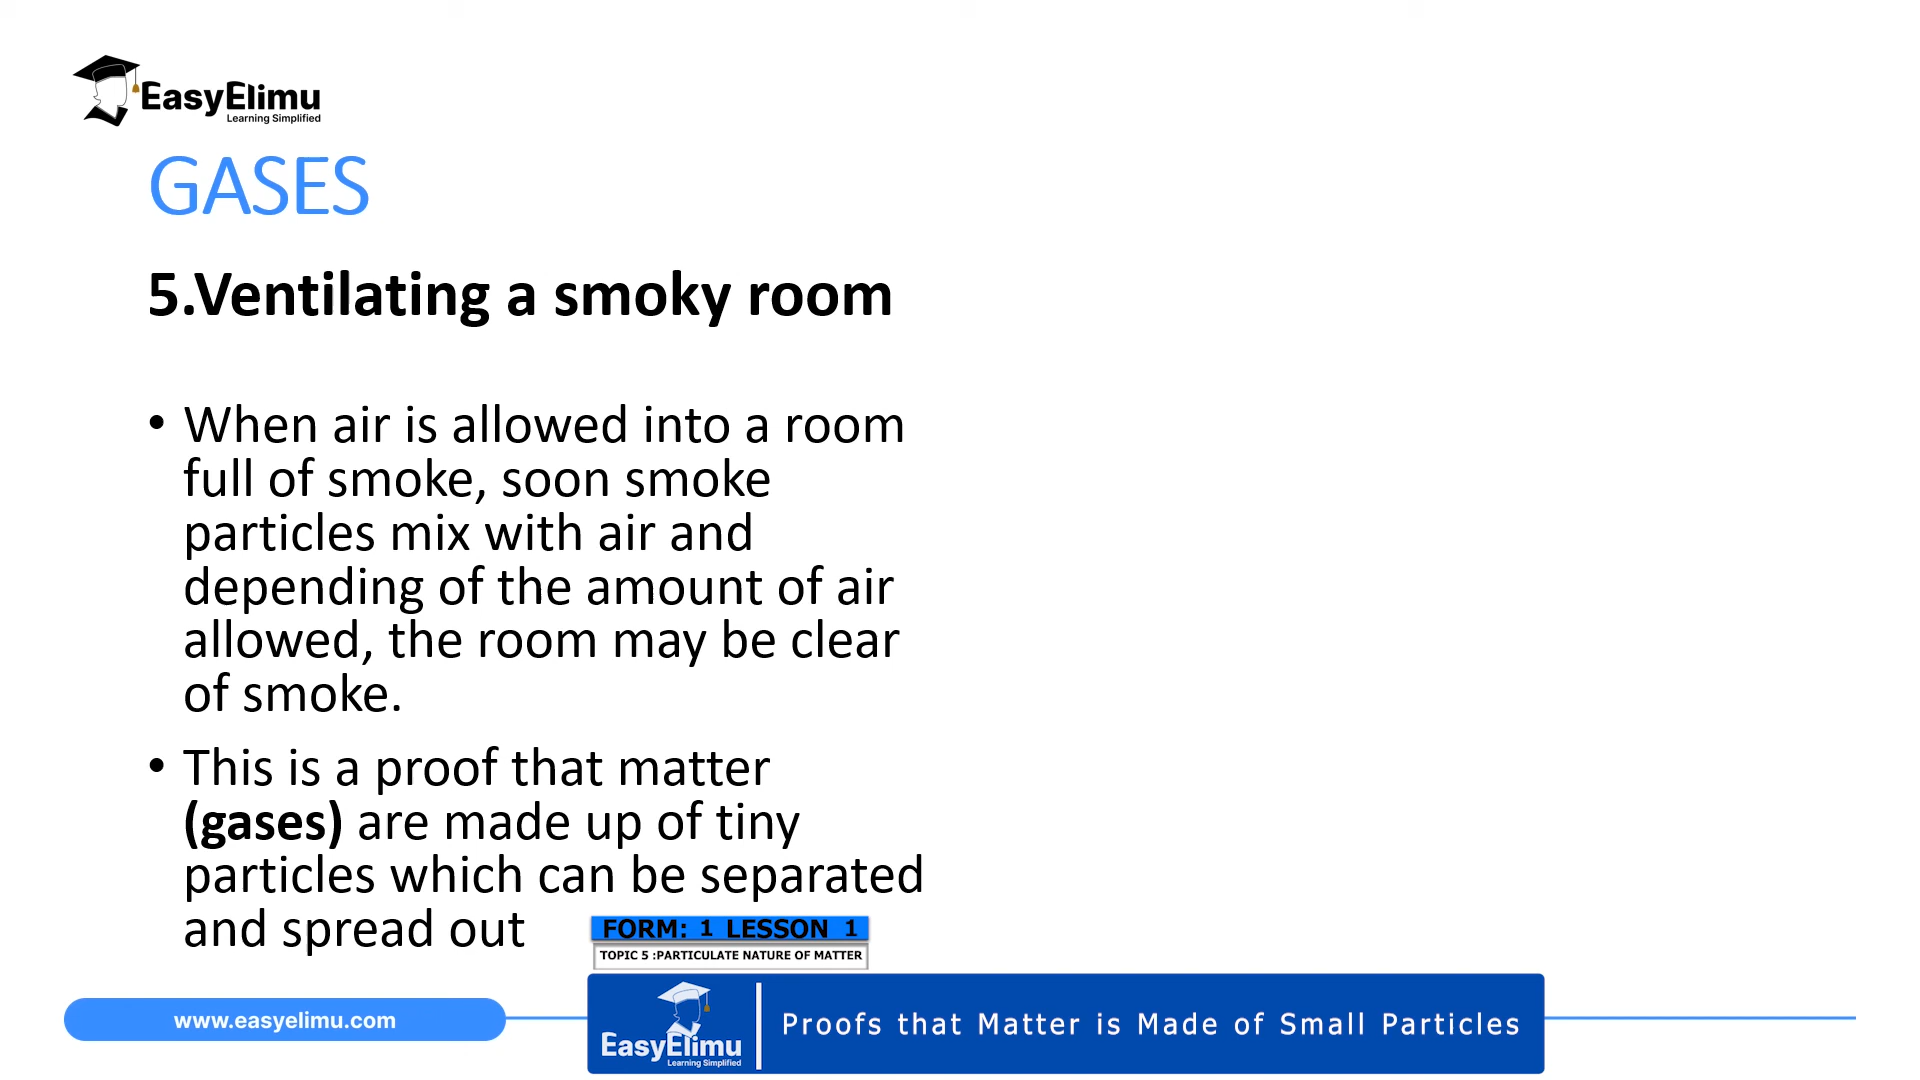 EasyElimu
Learning Simplified
GASES
5.Ventilating a smoky room
• When air is allowed into a room
full of smoke, soon smoke
particles mix with air and
depending of the amount of air
allowed, the room may be clear
of smoke.
• This is a proof that matter
(gases) are made up of tiny
particles which can be separated
and spread out
FORM: 1 LESSON 1
TOPIC 5 :PARTICULATE NATURE OF MATTER
www.easyelimu.com
EasyElimu
Learning Simplified
Proofs that Matter is Made of Small Particles